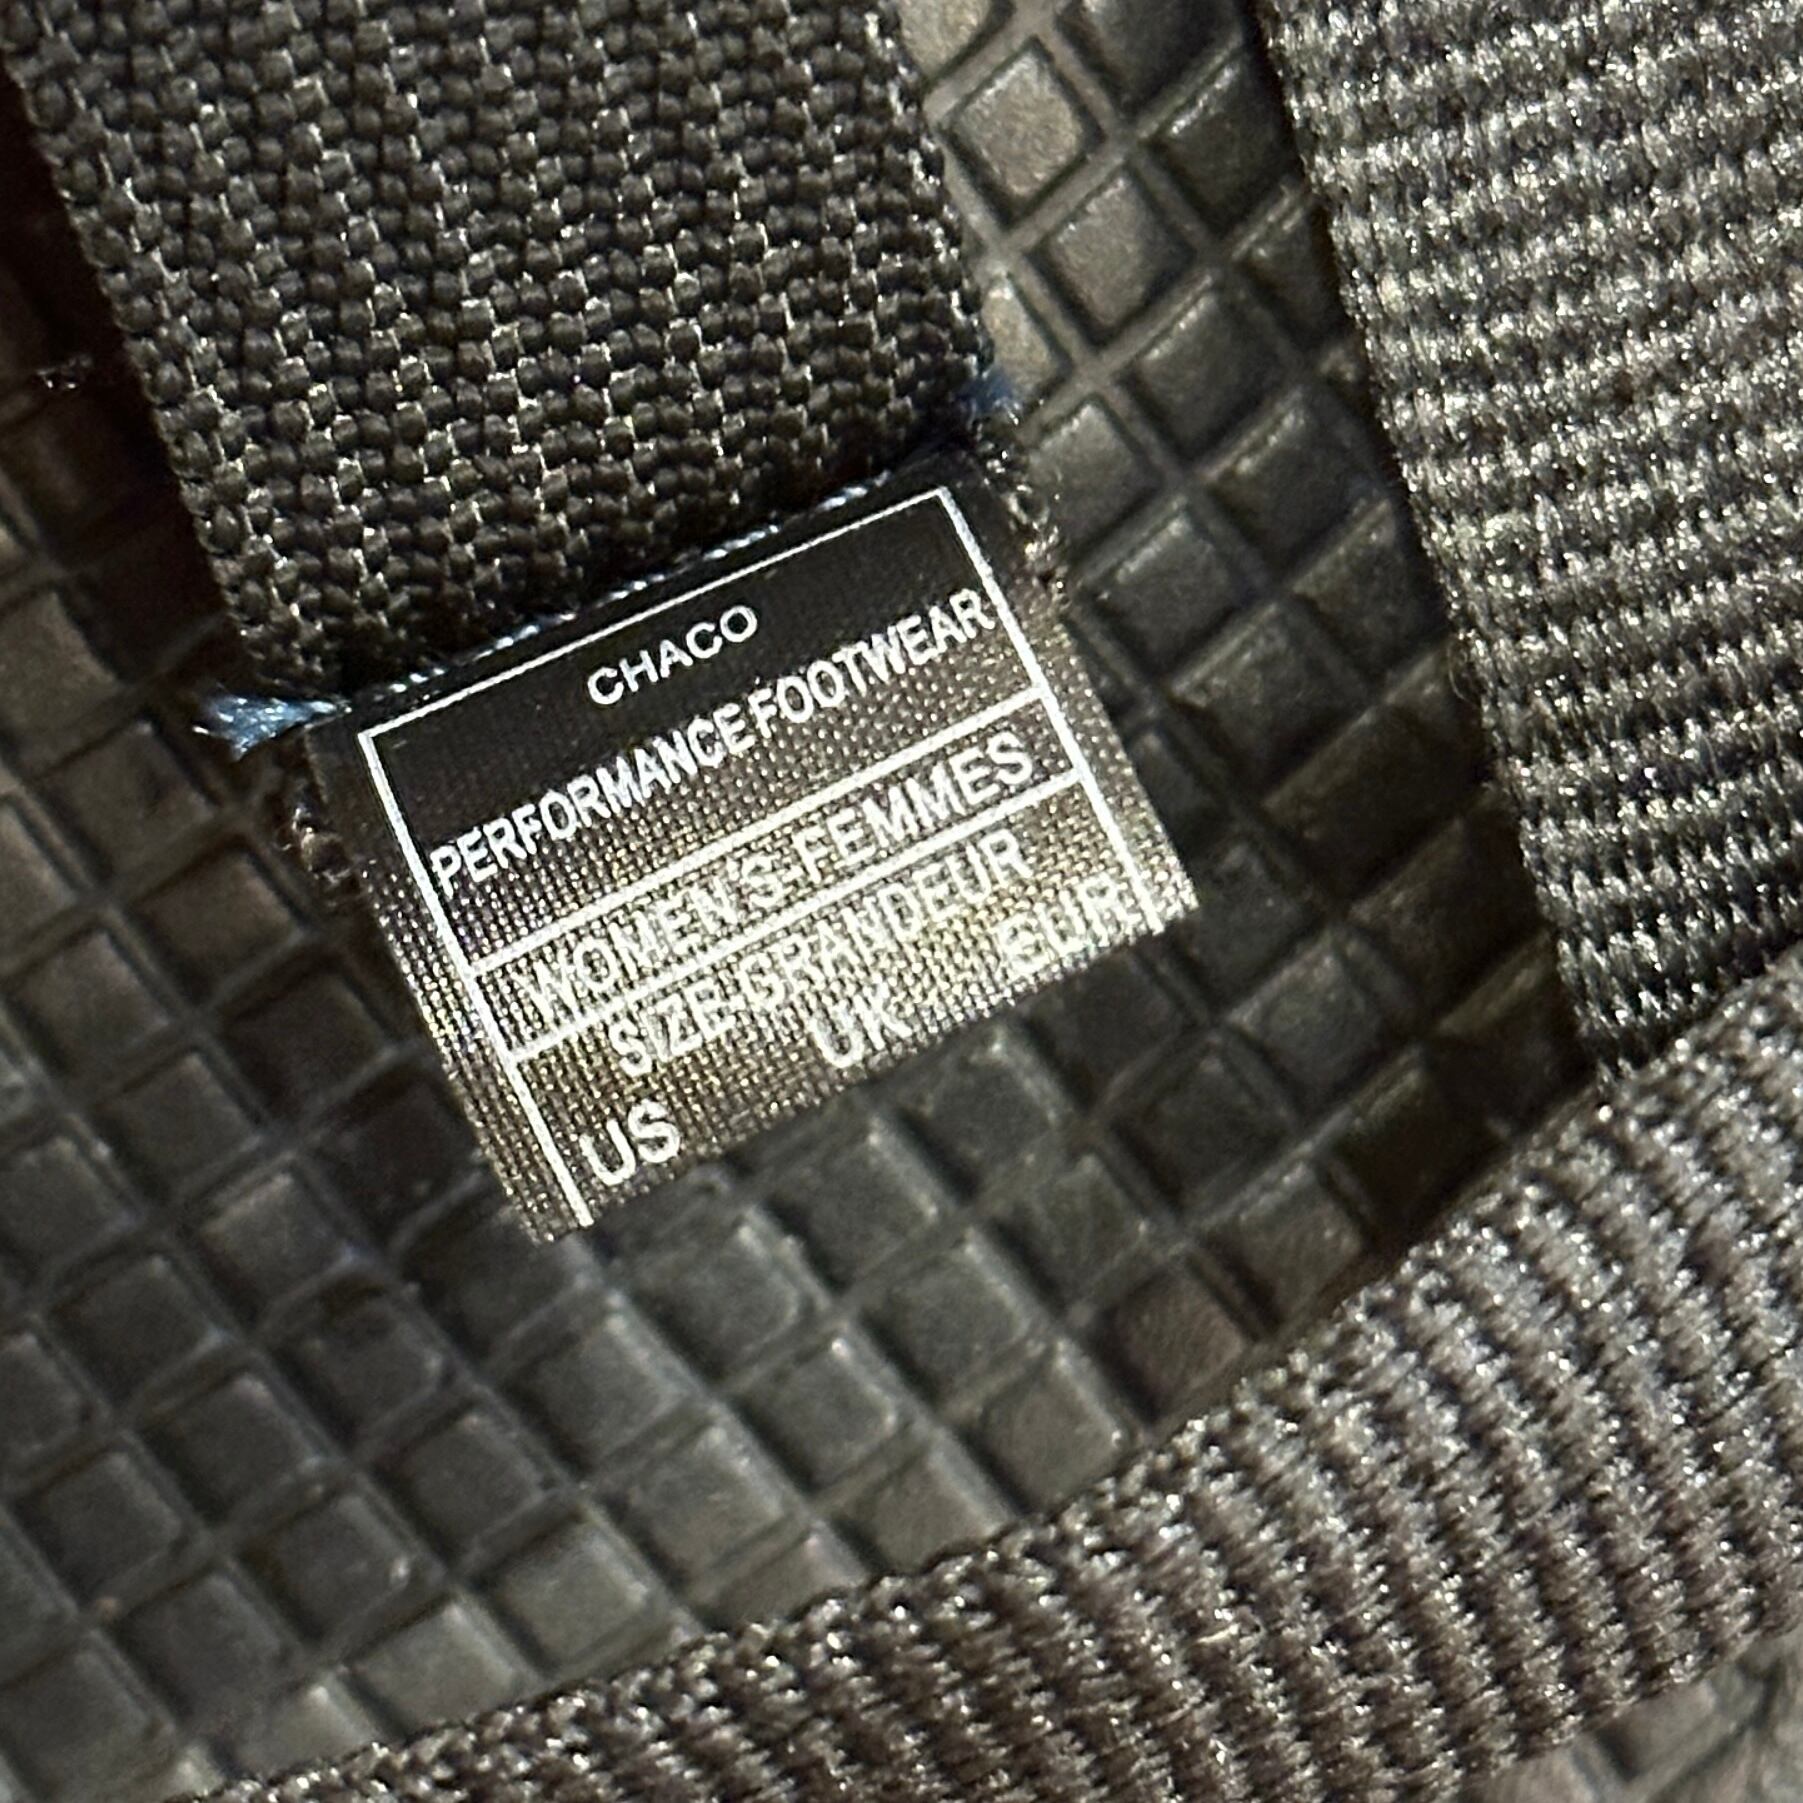 CHACO
PERFORMANCE FOOTWEAR
WOMEN'S-FEMMES
SIZE-GRANDEUR
US UK EUR